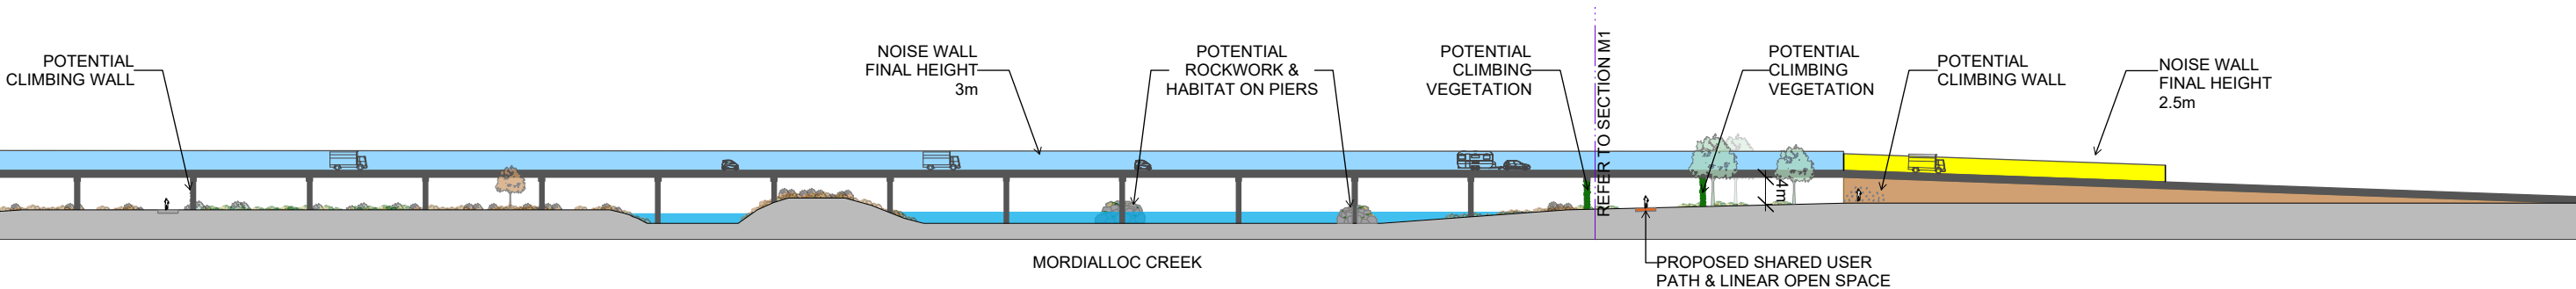 POTENTIAL
CLIMBING WALL
NOISE WALL
FINAL HEIGHT
3m
POTENTIAL
ROCKWORK &
HABITAT ON PIERS
POTENTIAL
CLIMBING
VEGETATION
REFER TO SECTION M1
POTENTIAL
CLIMBING
VEGETATION
POTENTIAL
CLIMBING WALL
NOISE WALL
FINAL HEIGHT
2.5m
4m
MORDIALLOC CREEK
PROPOSED SHARED USER
PATH & LINEAR OPEN SPACE